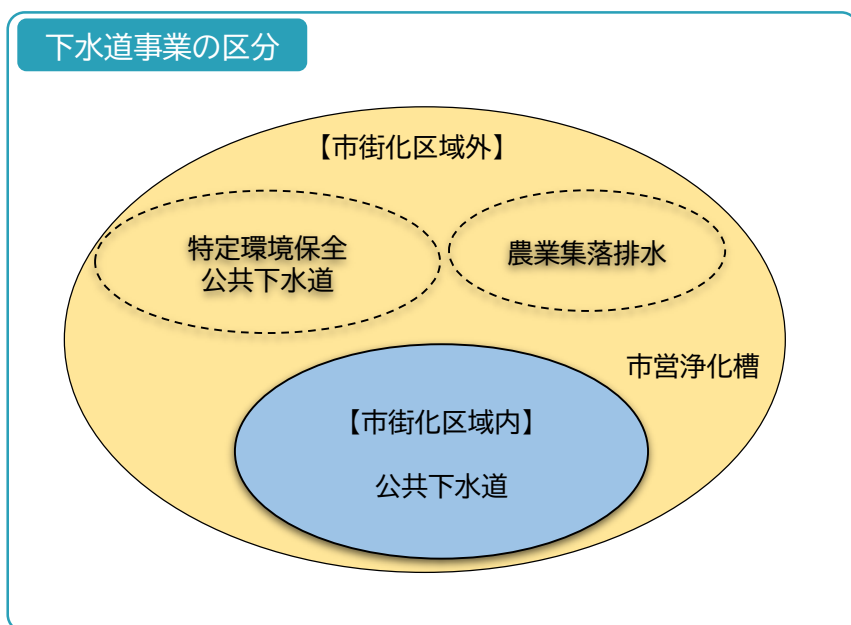 下水道事業の区分
【市街化区域外】
特定環境保全
公共下水道
農業集落排水
市営浄化槽
【市街化区域内】
公共下水道